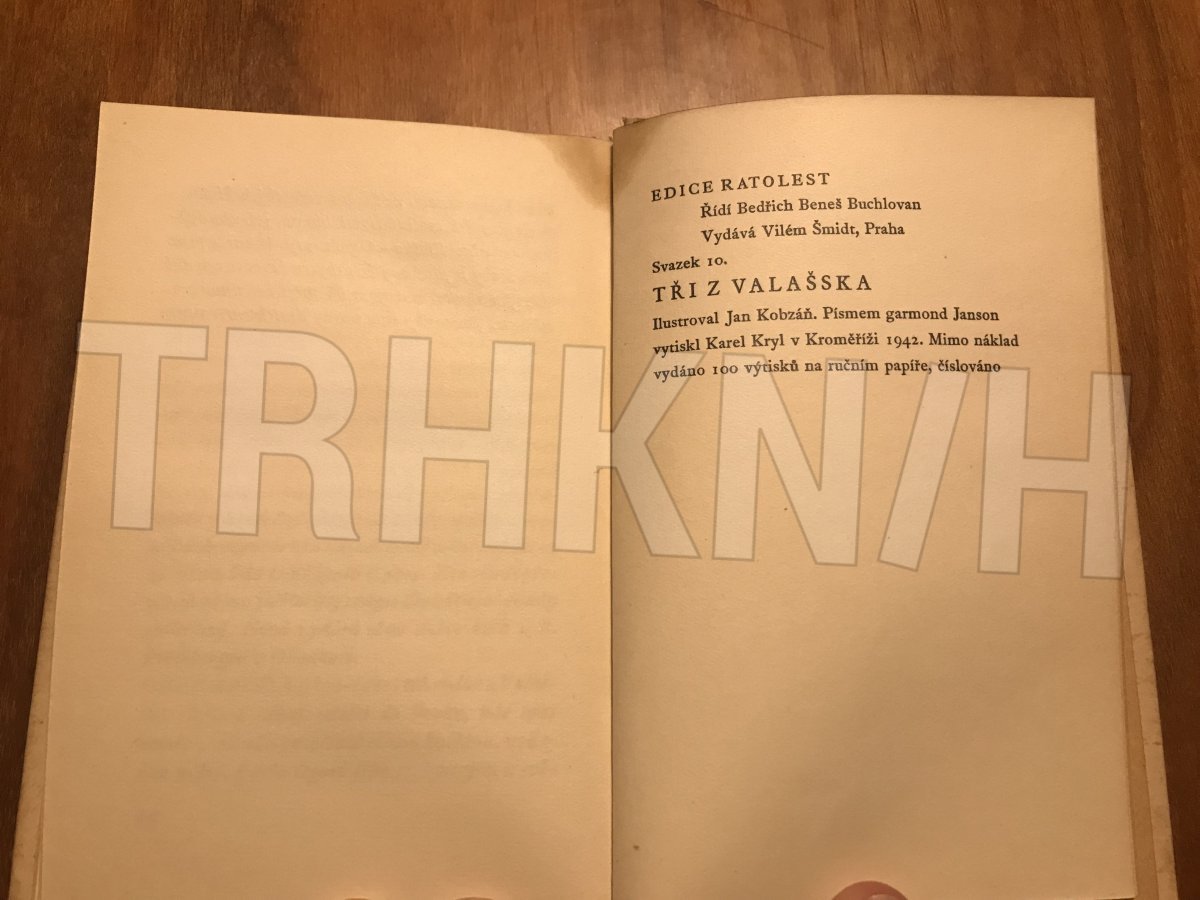 EDICE RATOLEST
Řídí Bedřich Beneš Buchlovan
Vydává Vilém Šmidt, Praha
Svazek 10.
TŘI Z VALAŠSKA
Ilustroval Jan Kobzáň. Písmem garmond Janson
vytiskl Karel Kryl v Kroměříži 1942. Mimo náklad
vydáno 100 výtisků na ručním papíře, číslováno
TRHKN/H